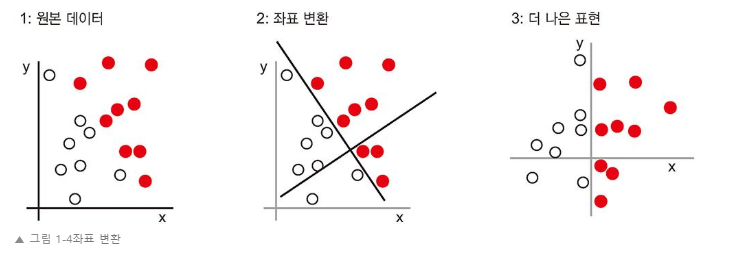 1: 원본 데이터
2: 좌표 변환
3: 더 나은 표현
y
x
y
x
y
x
▲ 그림 1-4좌표 변환